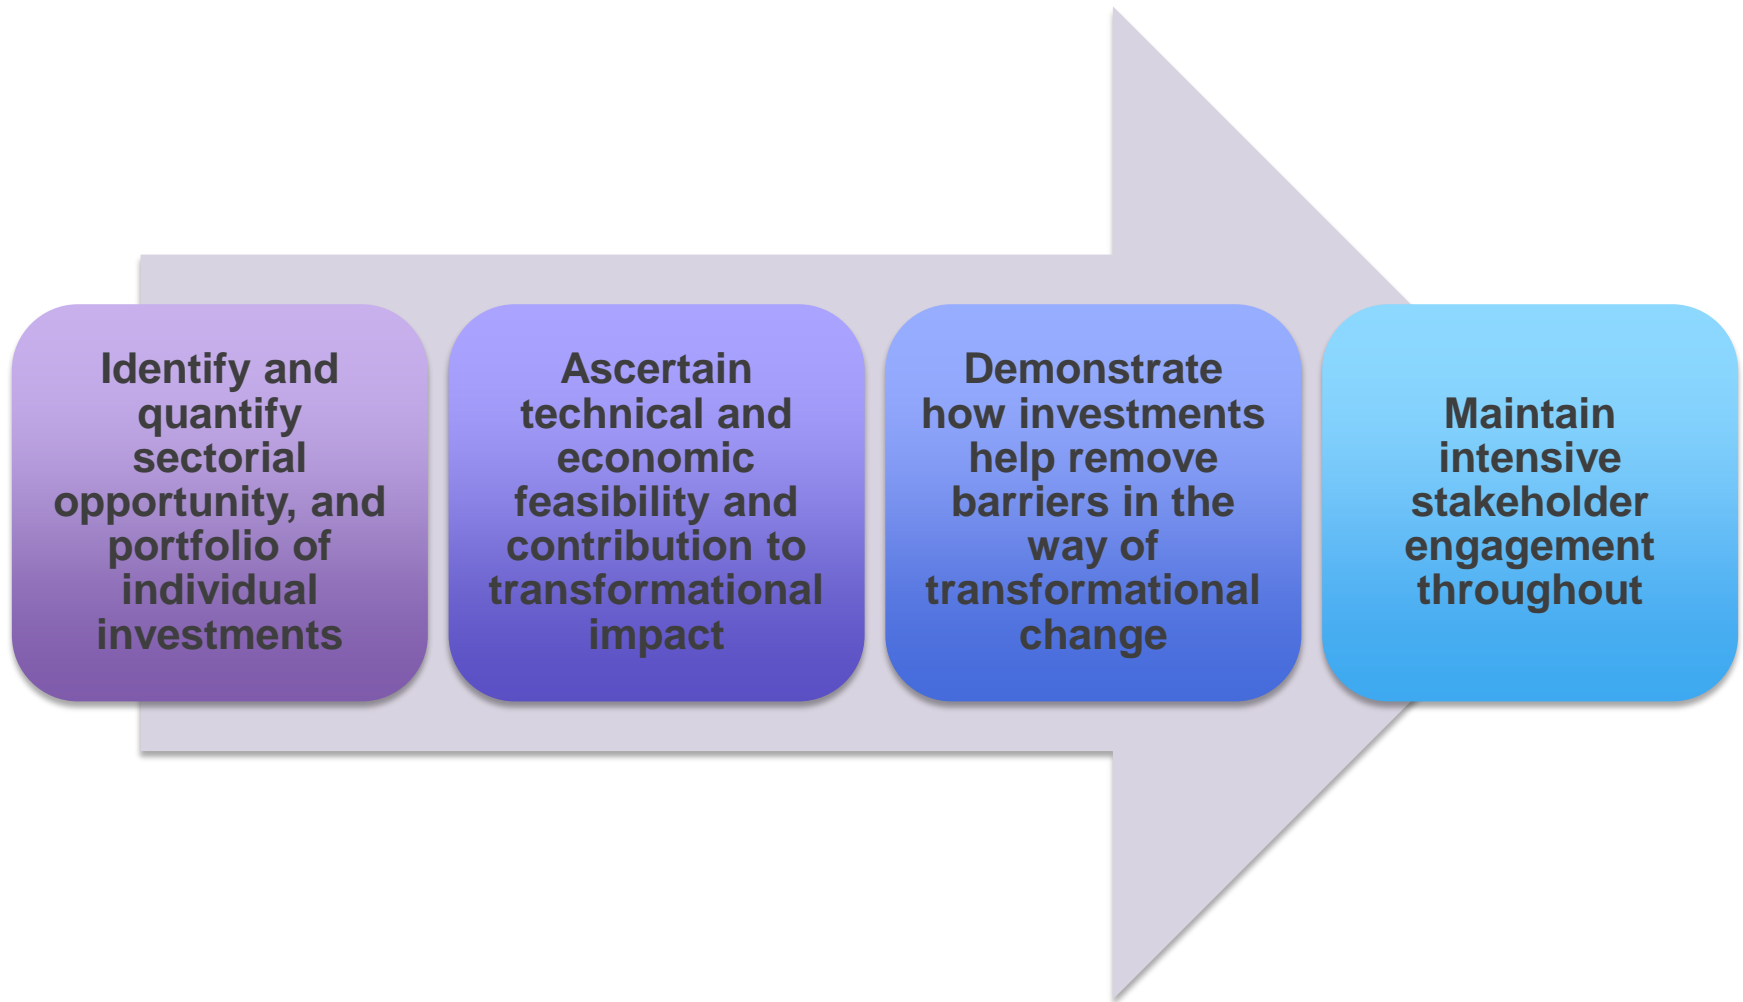 Identify and
quantify
sectorial
opportunity, and
portfolio of
individual
investments
Ascertain
technical and
economic
feasibility and
contribution to
transformational
impact
Demonstrate
how investments
help remove
barriers in the
way of
transformational
change
Maintain
intensive
stakeholder
engagement
throughout